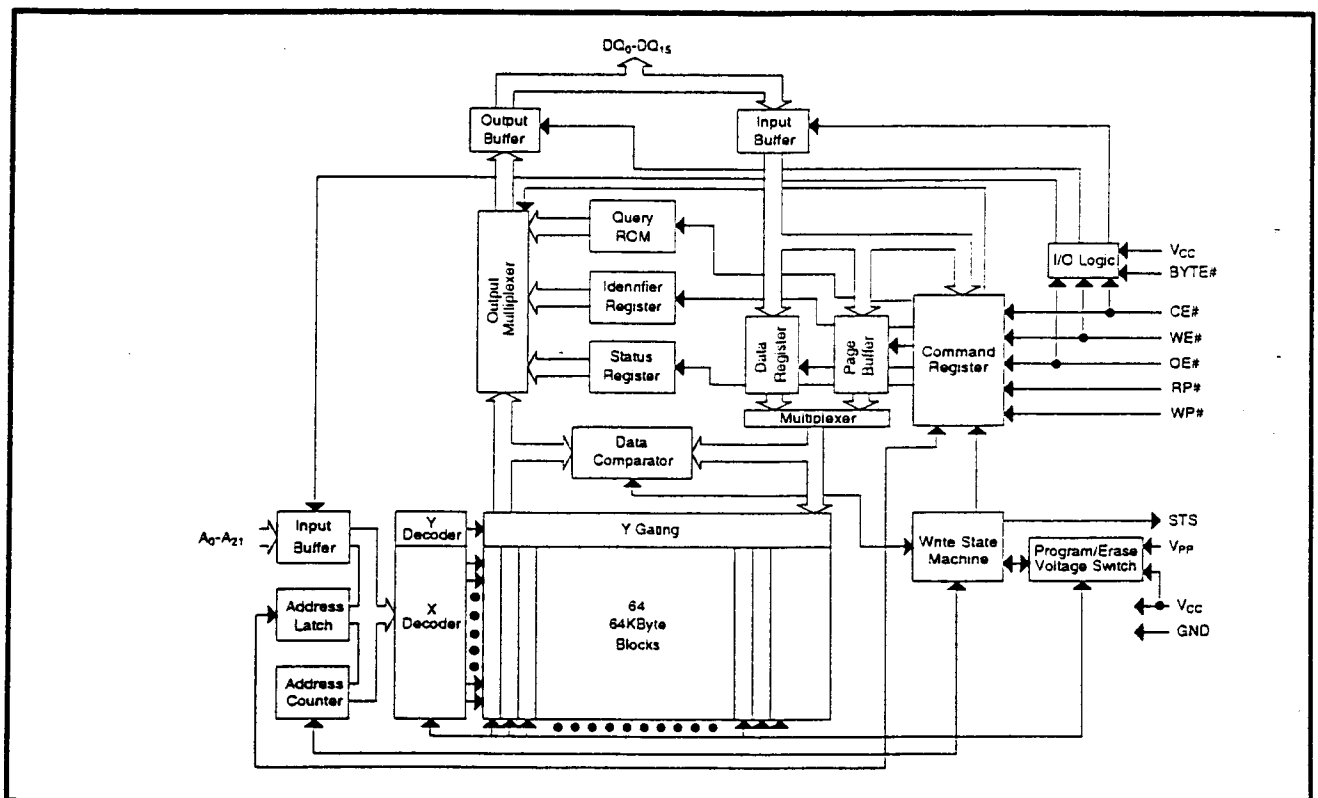 DQ0-DQ15
Output
Buffer
Input
Buffer
Query
ROM
I/O Logic
VCC
BYTE#
Output
Multiplexer
Idennfier
Register
Data
Register
Page
Buffer
Command
Register
CE#
WE#
OE#
RP#
WP#
Status
Register
Multiplexer
Data
Comparator
A0-A21
Input
Buffer
Y
Decoder
Y Gating
Write State
Machine
Program/Erase
Voltage Switch
STS
VPP
VCC
GND
Address
Latch
X
Decoder
64
64KByte
Blocks
Address
Counter